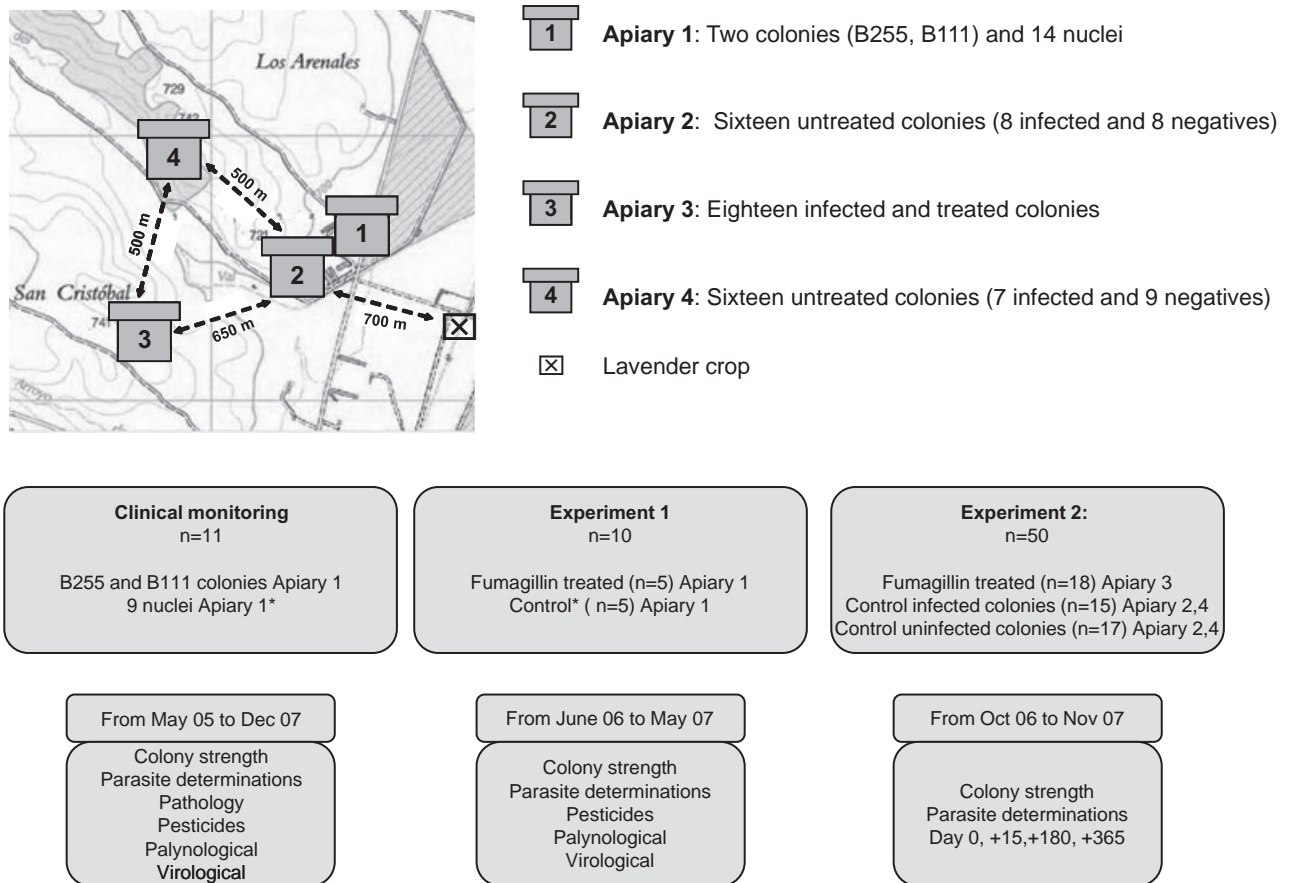 del
Los Arenales
729
742
4
500 m
1
721
2
500 m
San Cristóbal
Val
741
3
650 m
700 m
Arroyo
1 Apiary 1: Two colonies (B255, B111) and 14 nuclei
2 Apiary 2: Sixteen untreated colonies (8 infected and 8 negatives)
3 Apiary 3: Eighteen infected and treated colonies
4 Apiary 4: Sixteen untreated colonies (7 infected and 9 negatives)
Lavender crop
Clinical monitoring
n=11
B255 and B111 colonies Apiary 1
9 nuclei Apiary 1*
Experiment 1
n=10
Fumagillin treated (n=5) Apiary 1
Control* ( n=5) Apiary 1
Experiment 2:
n=50
Fumagillin treated (n=18) Apiary 3
Control infected colonies (n=15) Apiary 2,4
Control uninfected colonies (n=17) Apiary 2,4
From May 05 to Dec 07
Colony strength
Parasite determinations
Pathology
Pesticides
Palynological
Virological
From June 06 to May 07
Colony strength
Parasite determinations
Pesticides
Palynological
Virological
From Oct 06 to Nov 07
Colony strength
Parasite determinations
Day 0, +15,+180, +365